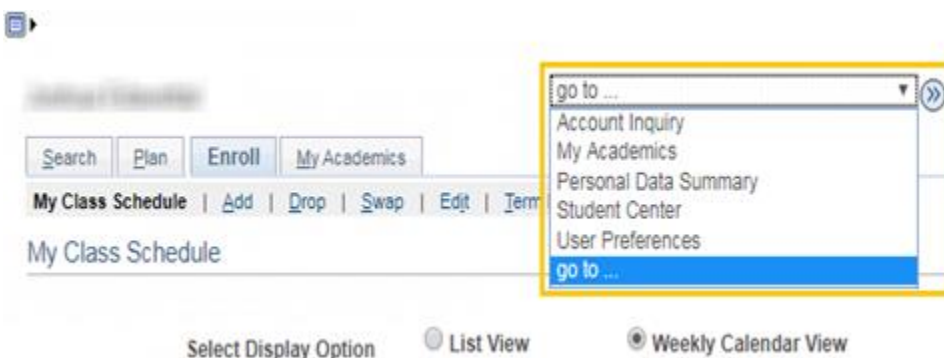 go to ...
Account Inquiry
My Academics
Personal Data Summary
Student Center
User Preferences
go to ...
Search Plan Enroll My Academics
My Class Schedule | Add | Drop | Swap | Edit | Term
My Class Schedule
Select Display Option List View Weekly Calendar View